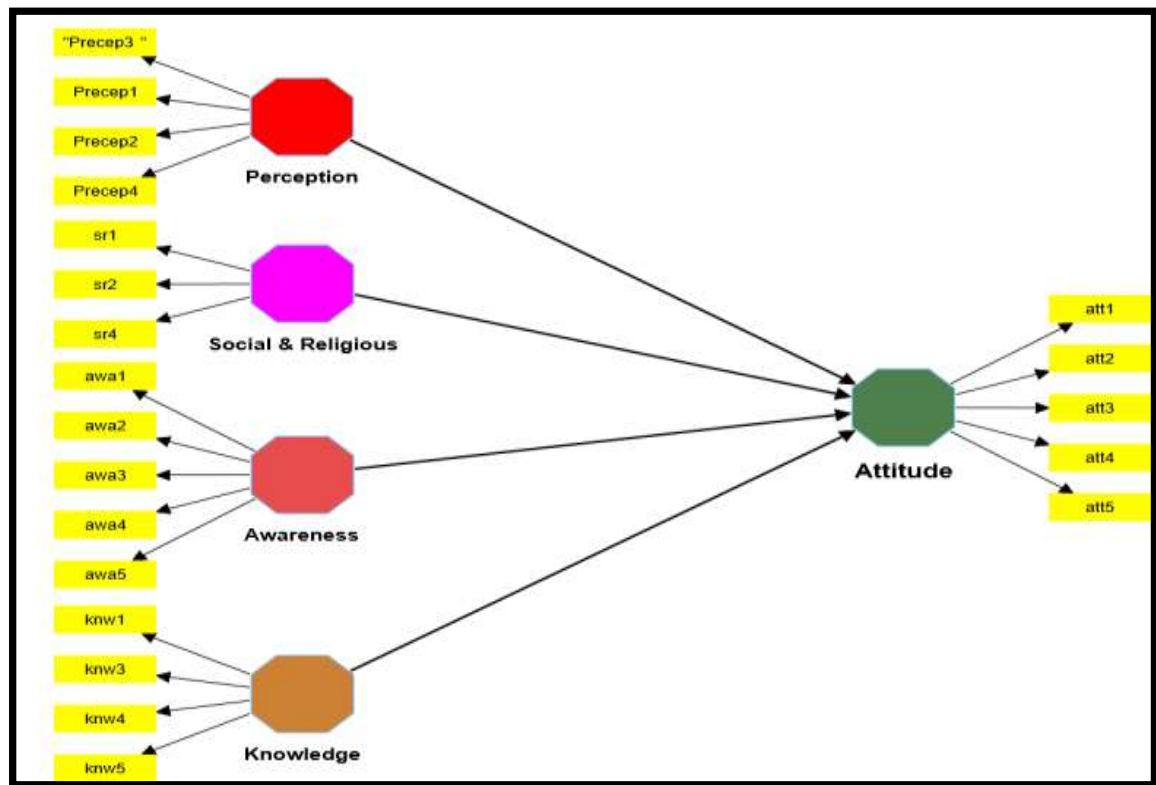 "Precep3 "
Precep1
Precep2
Precep4
Perception
sr1
sr2
sr4
Social & Religious
awa1
awa2
awa3
awa4
awa5
Awareness
knw1
knw3
knw4
knw5
Knowledge
att1
att2
att3
att4
att5
Attitude